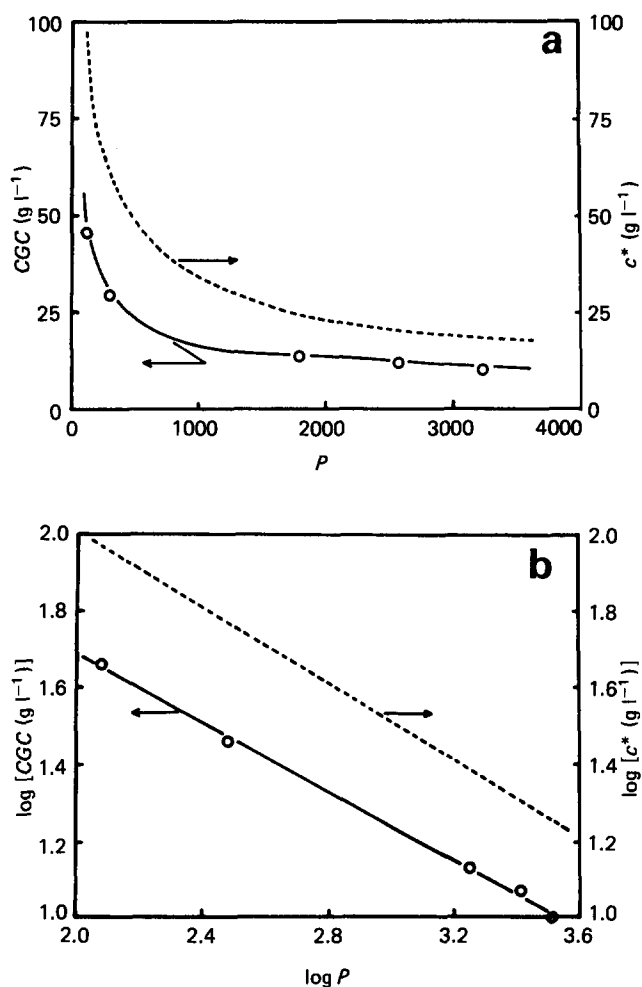 a
100
75
50
25
0
CGC (g l⁻¹)
100
75
50
25
0
c* (g l⁻¹)
0 1000 2000 3000 4000
P
b
2.0
1.8
1.6
1.4
1.2
1.0
log [CGC (g l⁻¹)]
2.0
1.8
1.6
1.4
1.2
1.0
log [c* (g l⁻¹)]
2.0 2.4 2.8 3.2 3.6
log P